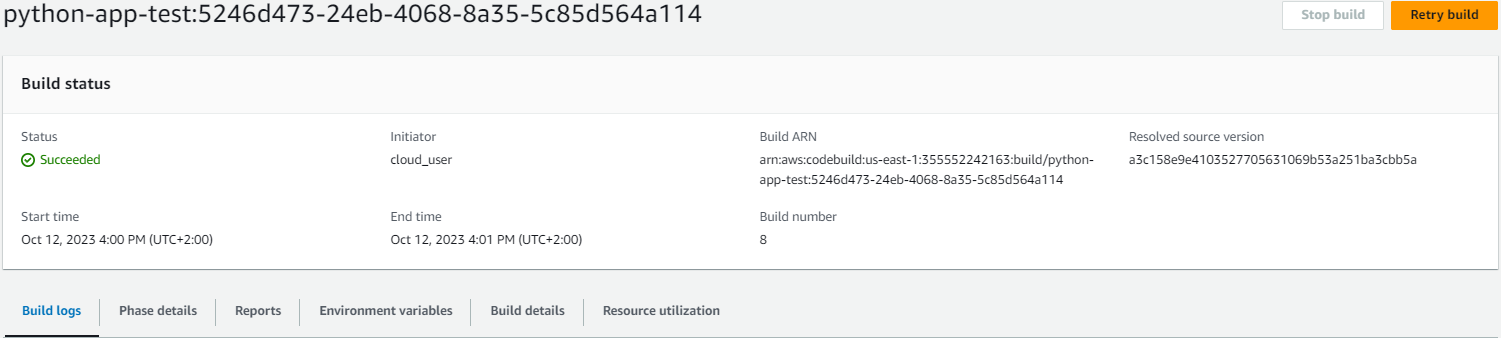 python-app-test:5246d473-24eb-4068-8a35-5c85d564a114
Stop build
Retry build
Build status
Status
Initiator
Build ARN
Resolved source version
Succeeded
cloud_user
arn:aws:codebuild:us-east-1:355552242163:build/python-
app-test:5246d473-24eb-4068-8a35-5c85d564a114
a3c158e9e4103527705631069b53a251ba3cbb5a
Start time
End time
Build number
Oct 12, 2023 4:00 PM (UTC+2:00)
Oct 12, 2023 4:01 PM (UTC+2:00)
8
Build logs
Phase details
Reports
Environment variables
Build details
Resource utilization